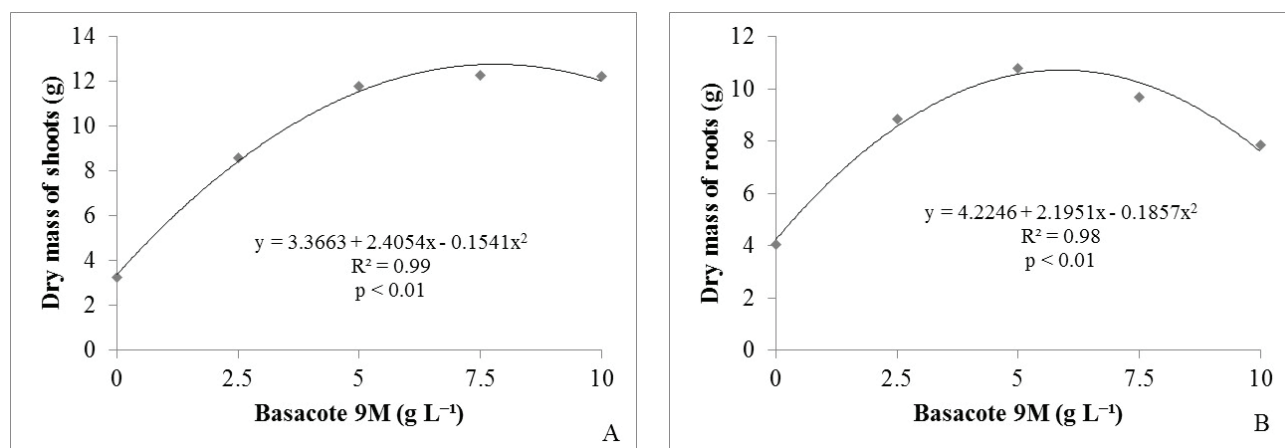 Dry mass of shoots (g)
14
12
10
8
6
4
2
0
y = 3.3663 + 2.4054x - 0.1541x²
R² = 0.99
p < 0.01
0 2.5 5 7.5 10
Basacote 9M (g L⁻¹)
A
Dry mass of roots (g)
12
10
8
6
4
2
0
y = 4.2246 + 2.1951x - 0.1857x²
R² = 0.98
p < 0.01
0 2.5 5 7.5 10
Basacote 9M (g L⁻¹)
B